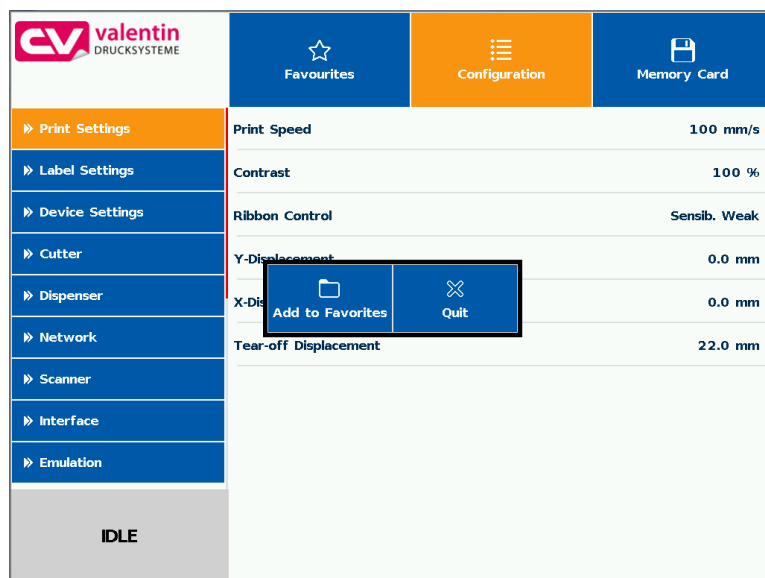 valentin
DRUCKSYSTEME
Favourites
Configuration
Memory Card
Print Settings
Label Settings
Device Settings
Cutter
Dispenser
Network
Scanner
Interface
Emulation
IDLE
Print Speed 100 mm/s
Contrast 100 %
Ribbon Control Sensib. Weak
Y-Displacement 0.0 mm
X-Dis 0.0 mm
Add to Favorites
Quit
Tear-off Displacement 22.0 mm